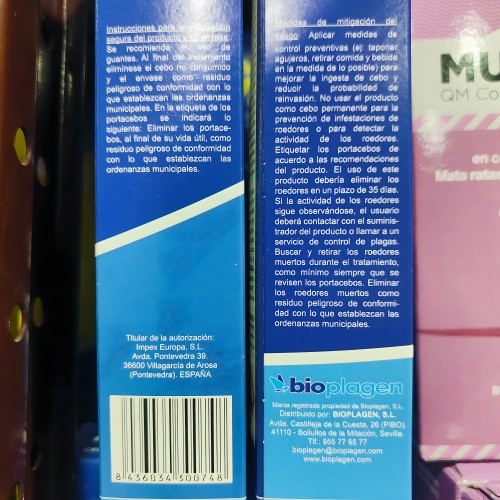 Instrucciones para la eliminación
segura del producto y su envase:
Se recomienda el uso de
guantes. Al final del tratamiento
elimínese el cebo no consumido
y el envase como residuo
peligroso de conformidad con lo
que establezcan las ordenanzas
municipales. En la etiqueta de los
portacebos se indicará lo
siguiente: Eliminar los portace-
bos, al final de su vida útil, como
residuo peligroso de conformidad
con lo que establezcan las
ordenanzas municipales.
Titular de la autorización:
Impex Europa, S.L.
Avda. Pontevedra 39.
36600 Villagarcía de Arosa
(Pontevedra). ESPAÑA
8 436034 300748
Medidas de mitigación del
riesgo: Aplicar medidas de
control preventivas (ej: taponar
agujeros, retirar comida y bebida
en la medida de lo posible) para
mejorar la ingesta de cebo y
reducir la probabilidad de
reinvasión. No usar el producto
como cebo permanente para la
prevención de infestaciones de
roedores o para detectar la
actividad de los roedores.
Etiquetar los portacebos de
acuerdo a las recomendaciones
del producto. El uso de este
producto debería eliminar los
roedores en un plazo de 35 días.
Si la actividad de los roedores
sigue observándose, el usuario
deberá contactar con el suminis-
trador del producto o llamar a un
servicio de control de plagas.
Buscar y retirar los roedores
muertos durante el tratamiento,
como mínimo siempre que se
revisen los portacebos. Eliminar
los roedores muertos como
residuo peligroso de conformi-
dad con lo que establezcan las
ordenanzas municipales.
bioplagen
Marca registrada propiedad de Bioplagen, S.L.
Distribuido por: BIOPLAGEN, S.L.
Avda. Castilleja de la Cuesta, 26 (PIBO).
41110 - Bollullos de la Mitación, Sevilla.
Tlf.: 955 77 65 77
bioplagen@bioplagen.com
www.bioplagen.com
MU
QM Co
en c
Mata rata